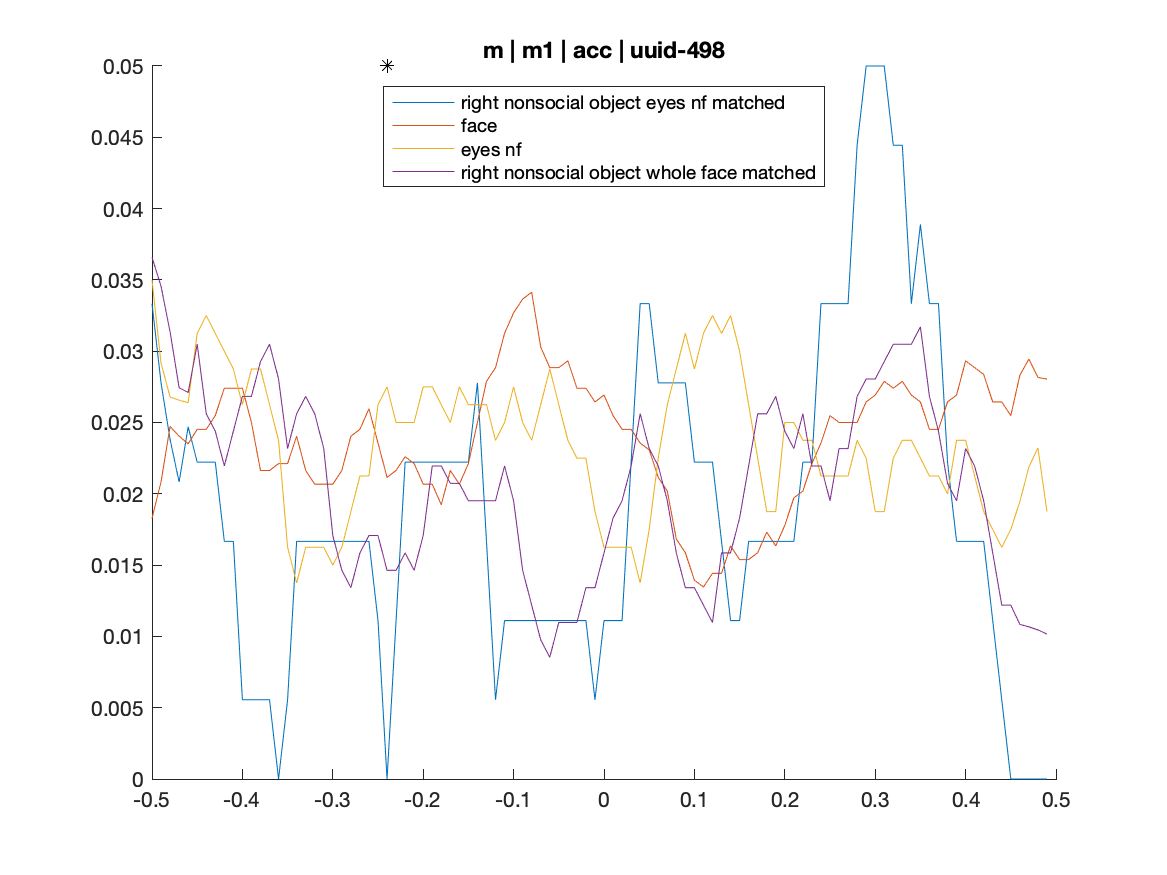 m | m1 | acc | uuid-498
0.05
right nonsocial object eyes nf matched
face
eyes nf
right nonsocial object whole face matched
0.045
0.04
0.035
0.03
0.025
0.02
0.015
0.01
0.005
0
-0.5 -0.4 -0.3 -0.2 -0.1 0 0.1 0.2 0.3 0.4 0.5